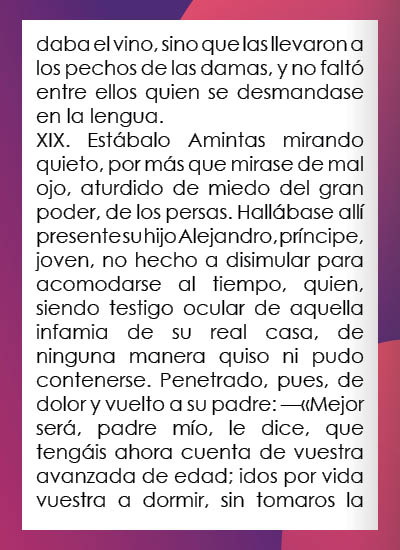 daba el vino, sino que las llevaron a
los pechos de las damas, y no faltó
entre ellos quien se desmandase
en la lengua.
XIX. Estábalo Amintas mirando
quieto, por más que mirase de mal
ojo, aturdido de miedo del gran
poder, de los persas. Hallábase allí
presente su hijo Alejandro, príncipe,
joven, no hecho a disimular para
acomodarse al tiempo, quien,
siendo testigo ocular de aquella
infamia de su real casa, de
ninguna manera quiso ni pudo
contenerse. Penetrado, pues, de
dolor y vuelto a su padre: —«Mejor
será, padre mío, le dice, que
tengáis ahora cuenta de vuestra
avanzada de edad; idos por vida
vuestra a dormir, sin tomaros la